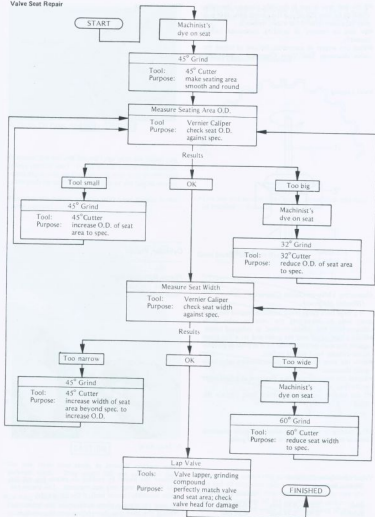 Valve Seat Repair
START
Machinist's
dye on seat
45° Grind
Tool: 45° Cutter
Purpose: make seating area
smooth and round
Measure Seating Area O.D.
Tool Vernier Caliper
Purpose: check seat O.D.
against spec.
Results
Tool small
OK
Too big
45° Grind
Tool: 45° Cutter
Purpose: increase O.D. of seat
area to spec.
Machinist's
dye on seat
32° Grind
Tool: 32° Cutter
Purpose: reduce O.D. of seat area
to spec.
Measure Seat Width
Tool: Vernier Caliper
Purpose: check seat width
against spec.
Results
Too narrow
OK
Too wide
45° Grind
Tool: 45° Cutter
Purpose: increase width of seat
area beyond spec. to
increase O.D.
Machinist's
dye on seat
60° Grind
Tool: 60° Cutter
Purpose: reduce seat width
to spec.
Lap Valve
Tools: Valve lapper, grinding
compound
Purpose: perfectly match valve
and seat area; check
valve head for damage
FINISHED